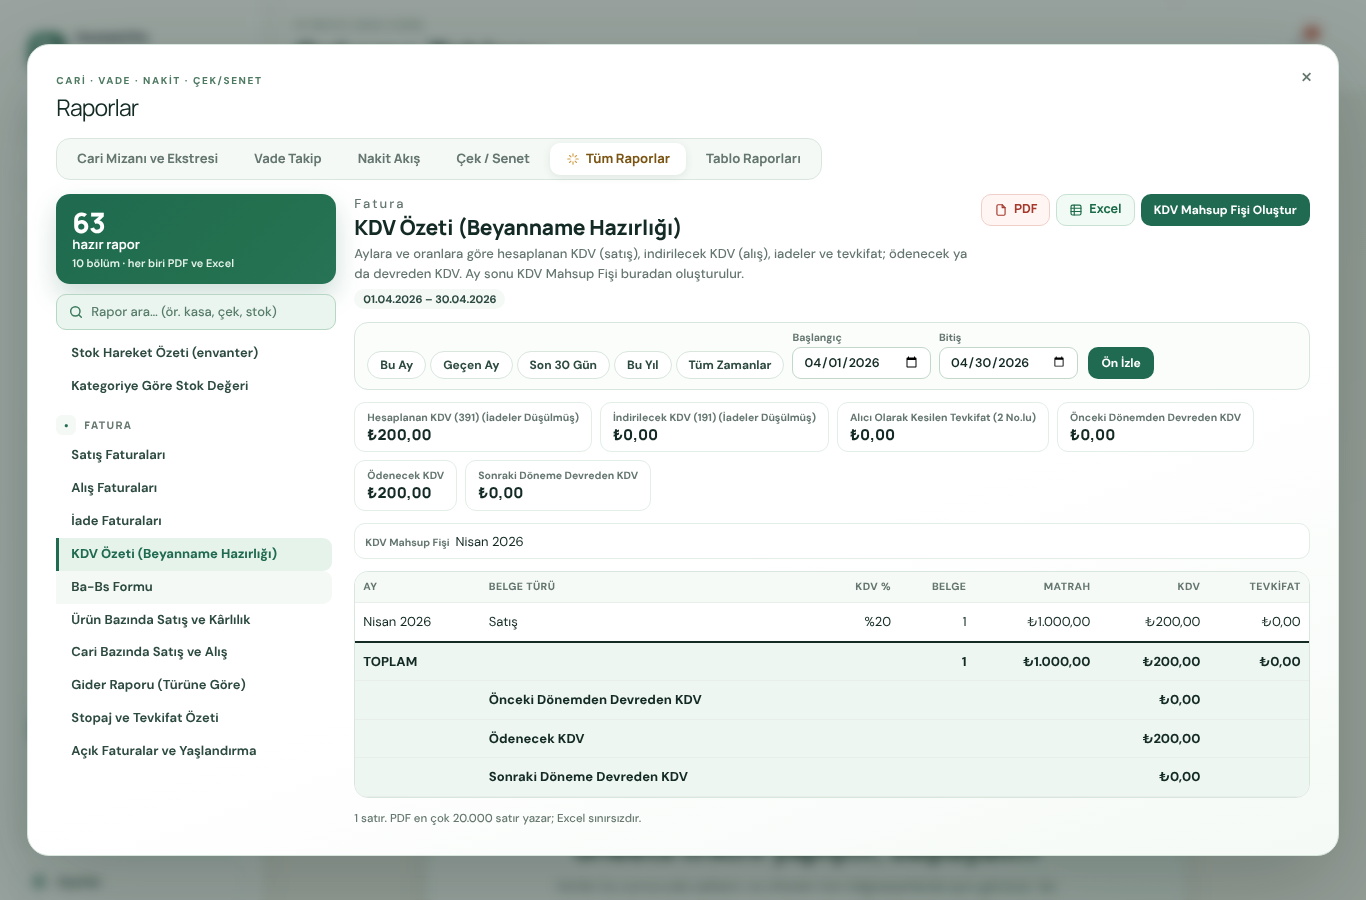 CARİ · VADE · NAKİT · ÇEK/SENET
Raporlar
Cari Mizanı ve Ekstresi
Vade Takip
Nakit Akış
Çek / Senet
Tüm Raporlar
Tablo Raporları
63
hazır rapor
10 bölüm · her biri PDF ve Excel
Rapor ara... (ör. kasa, çek, stok)
Stok Hareket Özeti (envanter)
Kategoriye Göre Stok Değeri
FATURA
Satış Faturaları
Alış Faturaları
İade Faturaları
KDV Özeti (Beyanname Hazırlığı)
Ba-Bs Formu
Ürün Bazında Satış ve Kârlılık
Cari Bazında Satış ve Alış
Gider Raporu (Türüne Göre)
Stopaj ve Tevkifat Özeti
Açık Faturalar ve Yaşlandırma
Fatura
KDV Özeti (Beyanname Hazırlığı)
Aylara ve oranlara göre hesaplanan KDV (satış), indirilecek KDV (alış), iadeler ve tevkifat; ödenecek ya
da devreden KDV. Ay sonu KDV Mahsup Fişi buradan oluşturulur.
01.04.2026 – 30.04.2026
PDF
Excel
KDV Mahsup Fişi Oluştur
Bu Ay
Geçen Ay
Son 30 Gün
Bu Yıl
Tüm Zamanlar
Başlangıç
04/01/2026
Bitiş
04/30/2026
Ön İzle
Hesaplanan KDV (391) (İadeler Düşülmüş)
₺200,00
İndirilecek KDV (191) (İadeler Düşülmüş)
₺0,00
Alıcı Olarak Kesilen Tevkifat (2 No.lu)
₺0,00
Önceki Dönemden Devreden KDV
₺0,00
Ödenecek KDV
₺200,00
Sonraki Döneme Devreden KDV
₺0,00
KDV Mahsup Fişi Nisan 2026
AY BELGE TÜRÜ KDV % BELGE MATRAH KDV TEVKİFAT
Nisan 2026 Satış %20 1 ₺1.000,00 ₺200,00 ₺0,00
TOPLAM 1 ₺1.000,00 ₺200,00 ₺0,00
Önceki Dönemden Devreden KDV ₺0,00
Ödenecek KDV ₺200,00
Sonraki Döneme Devreden KDV ₺0,00
1 satır. PDF en çok 20.000 satır yazar; Excel sınırsızdır.